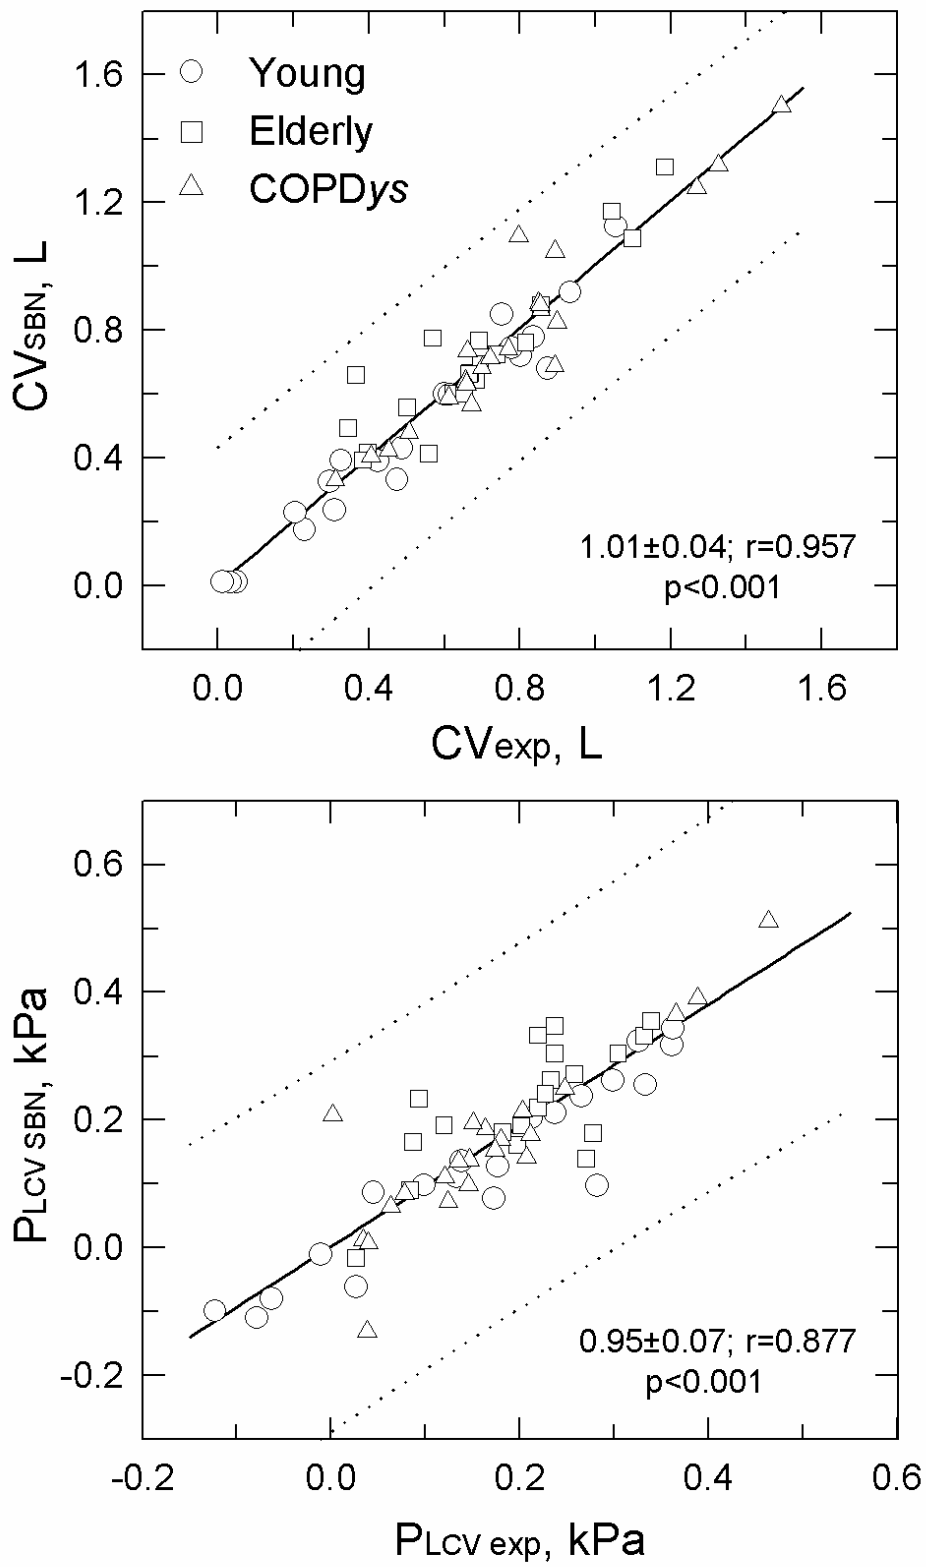 1.6
1.2
0.8
0.4
0.0
CVSBN, L
Young
Elderly
COPDys
1.01±0.04; r=0.957
p<0.001
0.0 0.4 0.8 1.2 1.6
CVexp, L
0.6
0.4
0.2
0.0
-0.2
PLCV SBN, kPa
0.95±0.07; r=0.877
p<0.001
-0.2 0.0 0.2 0.4 0.6
PLCV exp, kPa